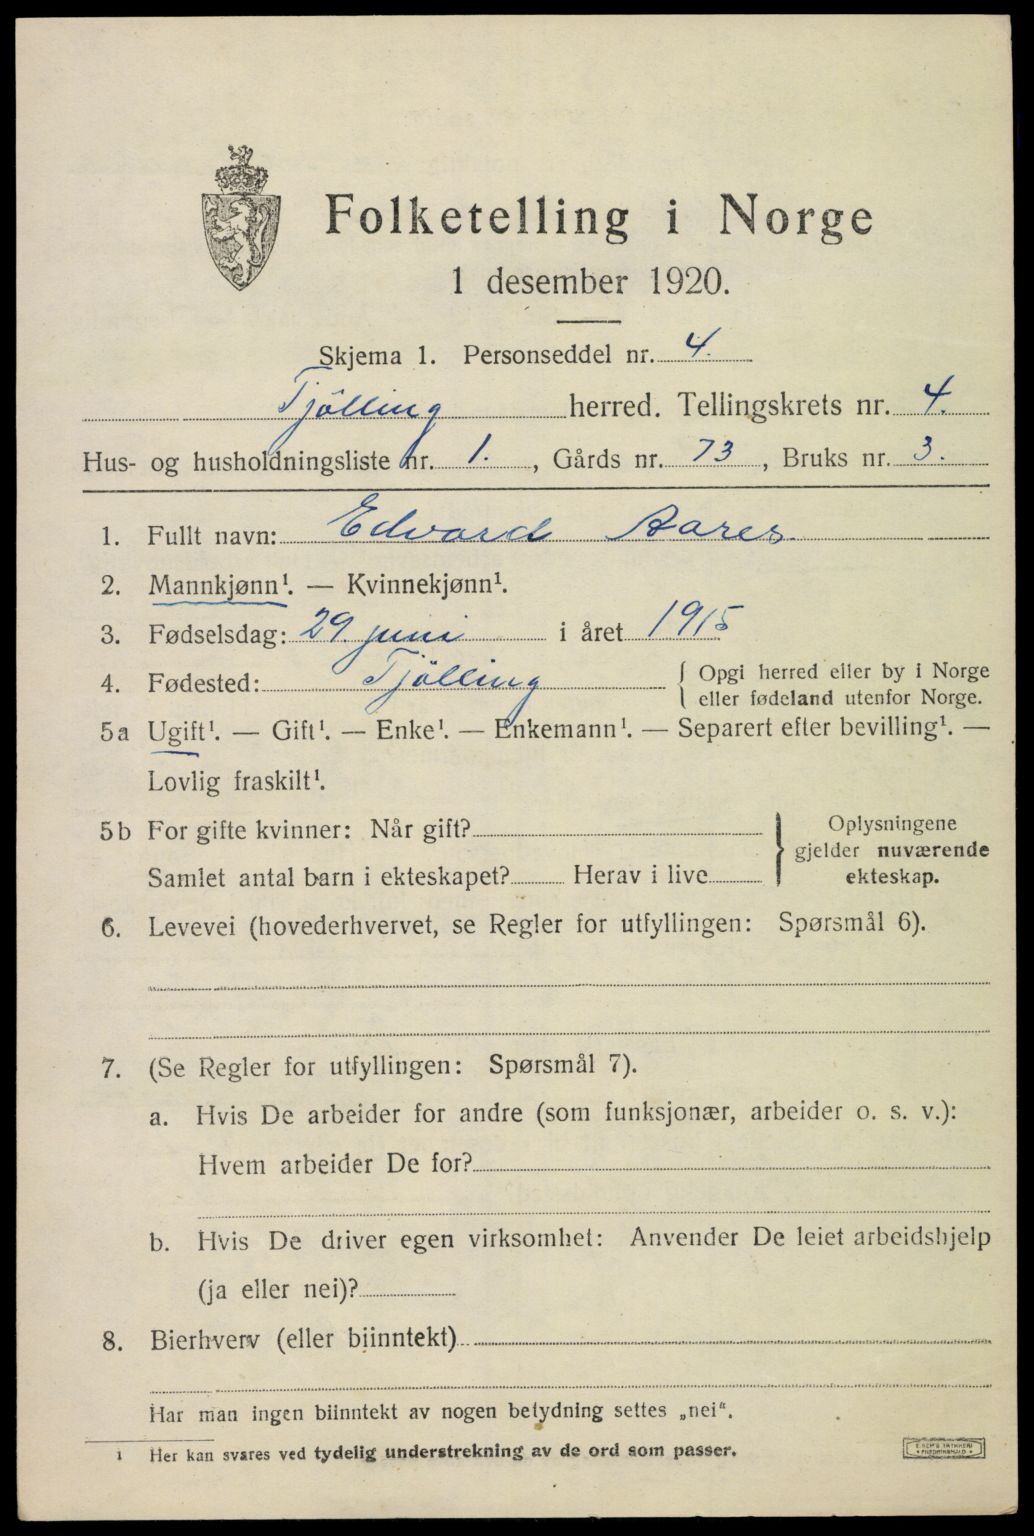 Folketelling i Norge
1 desember 1920.
Skjema 1. Personseddel nr. 4.
Tjølling herred. Tellingskrets nr. 4.
Hus- og husholdningsliste nr. 1. , Gårds nr. 73 , Bruks nr. 3.
1. Fullt navn: Edvard Aares.
2. Mannkjønn¹. — Kvinnekjønn¹.
3. Fødselsdag: 29. juni i året 1915
4. Fødested: Tjølling { Opgi herred eller by i Norge
eller fødeland utenfor Norge.
5a Ugift¹. — Gift¹. — Enke¹. — Enkemann¹. — Separert efter bevilling¹. —
Lovlig fraskilt¹.
5b For gifte kvinner: Når gift? } Oplysningene
gjelder nuværende
Samlet antal barn i ekteskapet? Herav i live ekteskap.
6. Levevei (hovederhvervet, se Regler for utfyllingen: Spørsmål 6).
7. (Se Regler for utfyllingen: Spørsmål 7).
a. Hvis De arbeider for andre (som funksjonær, arbeider o. s. v.):
Hvem arbeider De for?
b. Hvis De driver egen virksomhet: Anvender De leiet arbeidshjelp
(ja eller nei)?
8. Bierhverv (eller biinntekt)
Har man ingen biinntekt av nogen betydning settes „nei“.
¹ Her kan svares ved tydelig understrekning av de ord som passer.